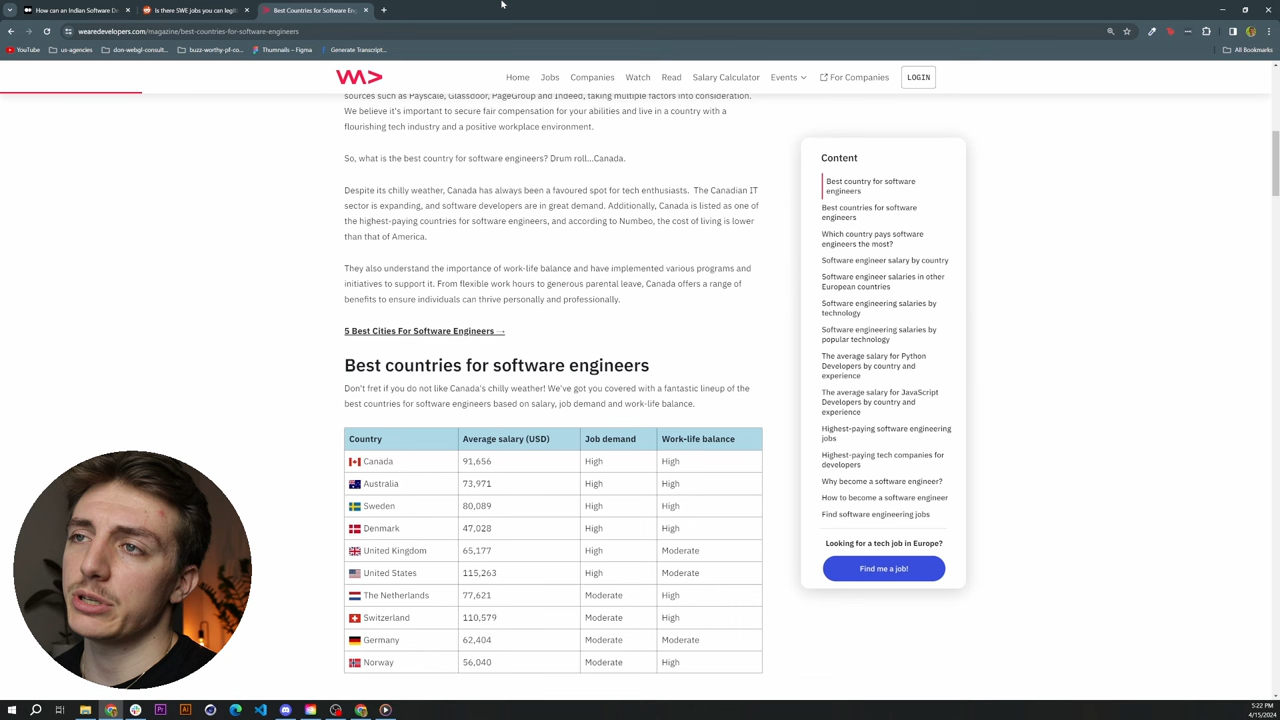 How can an Indian Software D
Is there SWE jobs you can legit
Best Countries for Software En
wearedevelopers.com/magazine/best-countries-for-software-engineers
YouTube
us-agencies
don-webgl-consult...
buzz-worthy-pf-co...
Thumnails – Figma
Generate Transcript...
All Bookmarks
Home
Jobs
Companies
Watch
Read
Salary Calculator
Events
For Companies
LOGIN
sources such as Payscale, Glassdoor, PageGroup and Indeed, taking multiple factors into consideration.
We believe it's important to secure fair compensation for your abilities and live in a country with a
flourishing tech industry and a positive workplace environment.
So, what is the best country for software engineers? Drum roll...Canada.
Despite its chilly weather, Canada has always been a favoured spot for tech enthusiasts. The Canadian IT
sector is expanding, and software developers are in great demand. Additionally, Canada is listed as one of
the highest-paying countries for software engineers, and according to Numbeo, the cost of living is lower
than that of America.
They also understand the importance of work-life balance and have implemented various programs and
initiatives to support it. From flexible work hours to generous parental leave, Canada offers a range of
benefits to ensure individuals can thrive personally and professionally.
5 Best Cities For Software Engineers →
Best countries for software engineers
Don't fret if you do not like Canada's chilly weather! We've got you covered with a fantastic lineup of the
best countries for software engineers based on salary, job demand and work-life balance.
Country Average salary (USD) Job demand Work-life balance
Canada 91,656 High High
Australia 73,971 High High
Sweden 80,089 High High
Denmark 47,028 High High
United Kingdom 65,177 High Moderate
United States 115,263 High Moderate
The Netherlands 77,621 Moderate High
Switzerland 110,579 Moderate High
Germany 62,404 Moderate Moderate
Norway 56,040 Moderate High
Content
Best country for software
engineers
Best countries for software
engineers
Which country pays software
engineers the most?
Software engineer salary by country
Software engineer salaries in other
European countries
Software engineering salaries by
technology
Software engineering salaries by
popular technology
The average salary for Python
Developers by country and
experience
The average salary for JavaScript
Developers by country and
experience
Highest-paying software engineering
jobs
Highest-paying tech companies for
developers
Why become a software engineer?
How to become a software engineer
Find software engineering jobs
Looking for a tech job in Europe?
Find me a job!
5:22 PM
4/15/2024